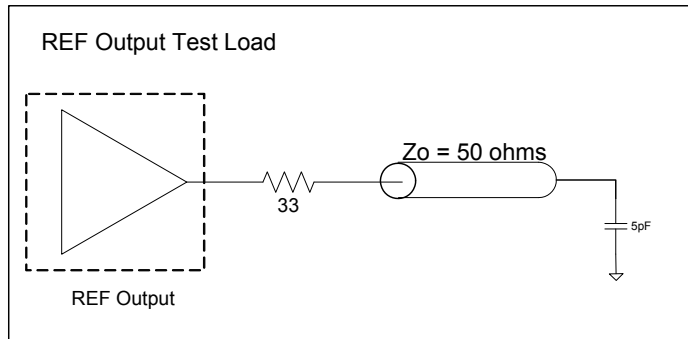 REF Output Test Load
Zo = 50 ohms
33
5pF
REF Output